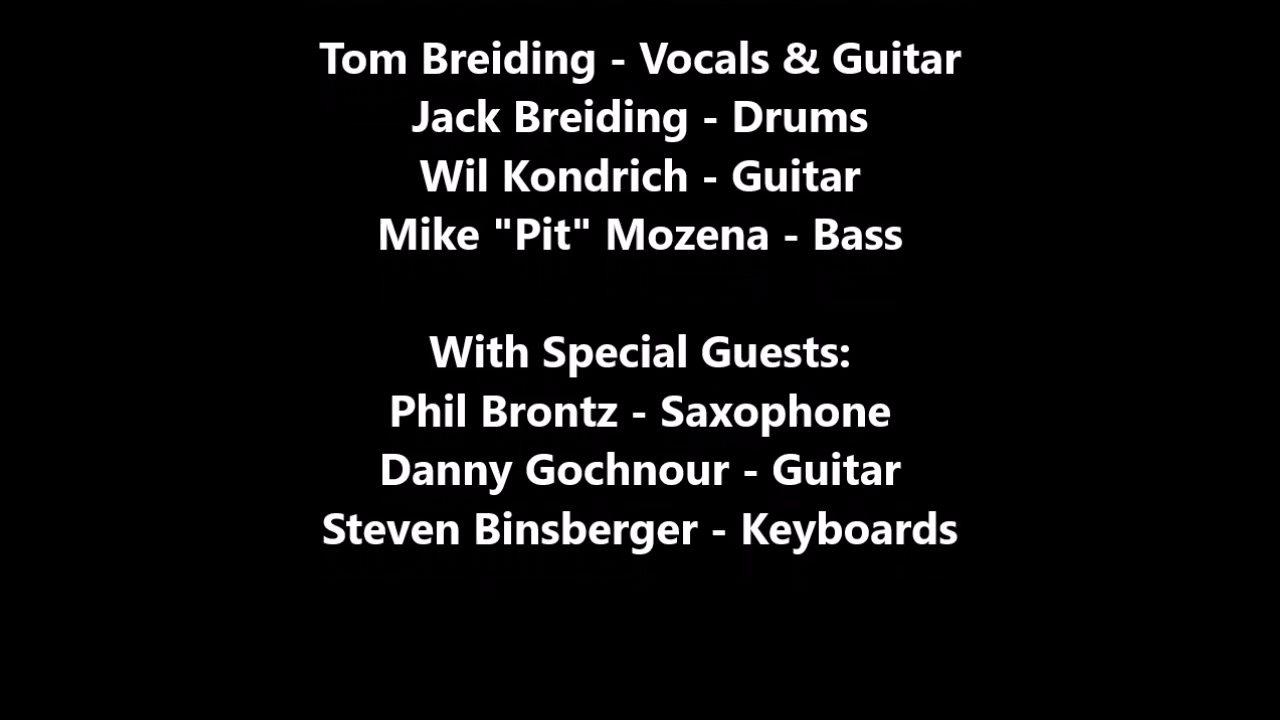 Tom Breiding - Vocals & Guitar
Jack Breiding - Drums
Wil Kondrich - Guitar
Mike "Pit" Mozena - Bass
With Special Guests:
Phil Brontz - Saxophone
Danny Gochnour - Guitar
Steven Binsberger - Keyboards